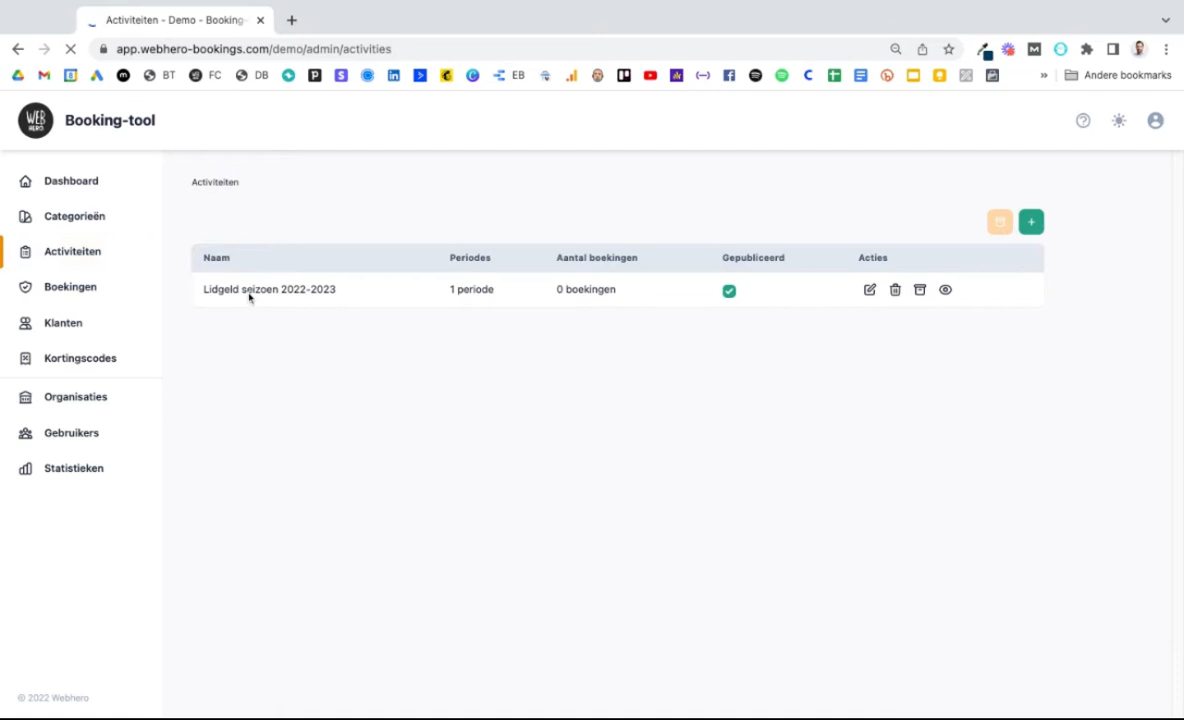 Activiteiten - Demo - Booking-
app.webhero-bookings.com/demo/admin/activities
BT
FC
DB
EB
Andere bookmarks
WEB
HERO
Booking-tool
Dashboard
Categorieën
Activiteiten
Boekingen
Klanten
Kortingscodes
Organisaties
Gebruikers
Statistieken
© 2022 Webhero
Activiteiten
Naam Periodes Aantal boekingen Gepubliceerd Acties
Lidgeld seizoen 2022-2023 1 periode 0 boekingen